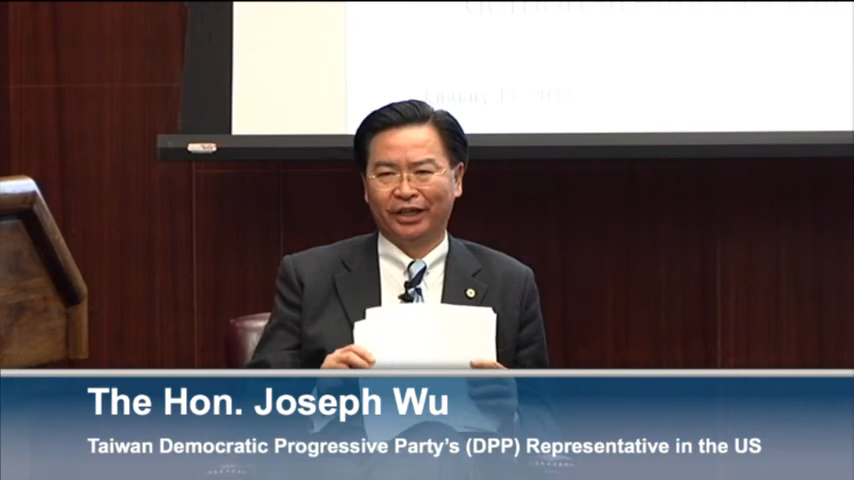 The Hon. Joseph Wu
Taiwan Democratic Progressive Party's (DPP) Representative in the US